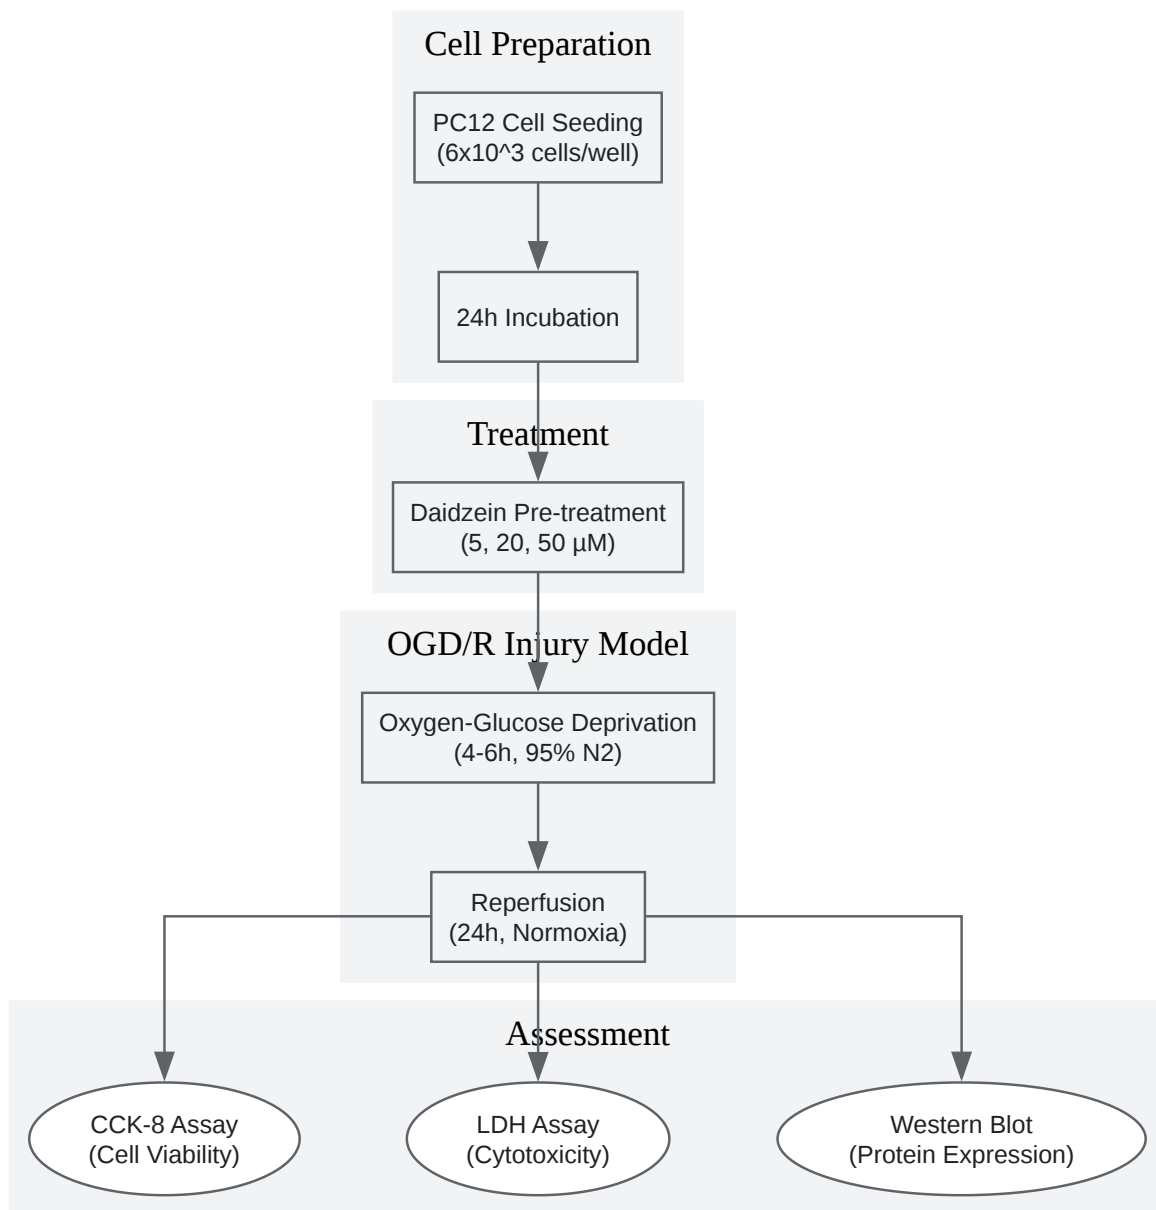 Cell Preparation
PC12 Cell Seeding
(6x10^3 cells/well)
24h Incubation
Treatment
Daidzein Pre-treatment
(5, 20, 50 µM)
OGD/R Injury Model
Oxygen-Glucose Deprivation
(4-6h, 95% N2)
Reperfusion
(24h, Normoxia)
Assessment
CCK-8 Assay
(Cell Viability)
LDH Assay
(Cytotoxicity)
Western Blot
(Protein Expression)